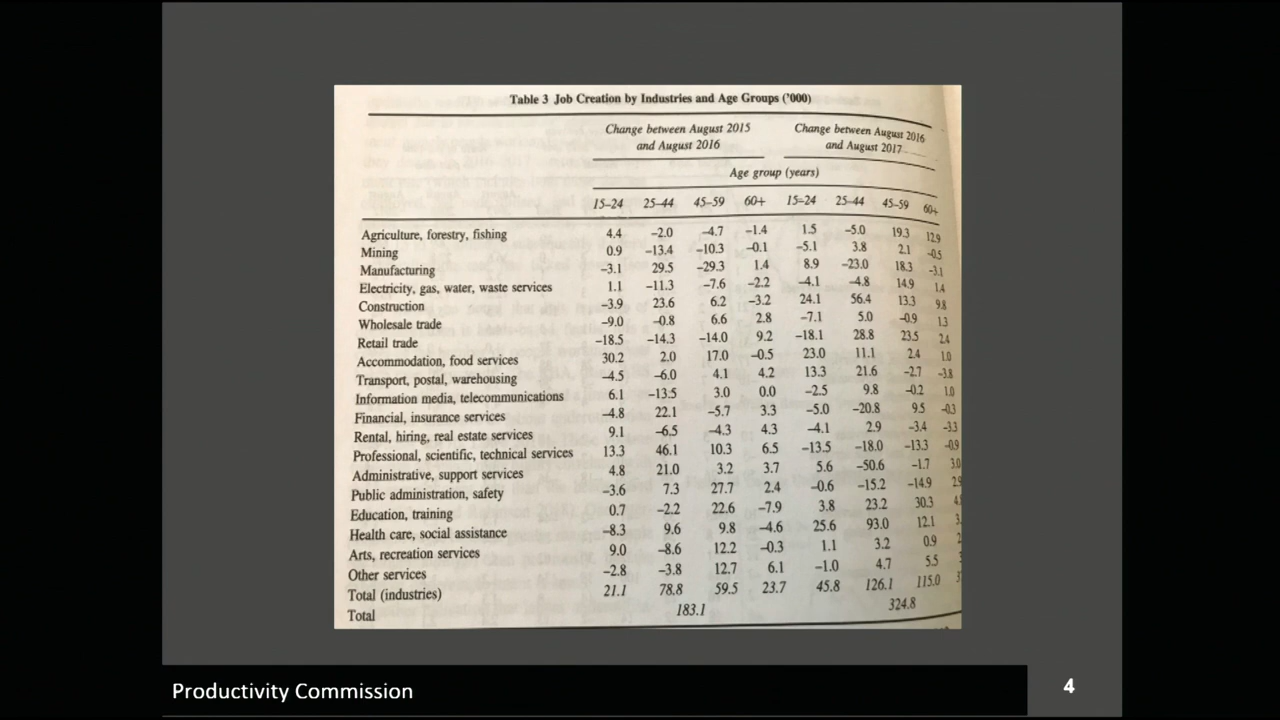 Table 3 Job Creation by Industries and Age Groups ('000)
Change between August 2015 and August 2016
Change between August 2016 and August 2017
Age group (years)
15–24 25–44 45–59 60+ 15–24 25–44 45–59 60+
Agriculture, forestry, fishing 4.4 –2.0 –4.7 –1.4 1.5 –5.0 19.3 12.9
Mining 0.9 –13.4 –10.3 –0.1 –5.1 3.8 2.1 –0.5
Manufacturing –3.1 29.5 –29.3 1.4 8.9 –23.0 18.3 –3.1
Electricity, gas, water, waste services 1.1 –11.3 –7.6 –2.2 –4.1 –4.8 14.9 1.4
Construction –3.9 23.6 6.2 –3.2 24.1 56.4 13.3 9.8
Wholesale trade –9.0 –0.8 6.6 2.8 –7.1 5.0 –0.9 1.3
Retail trade –18.5 –14.3 –14.0 9.2 –18.1 28.8 23.5 2.4
Accommodation, food services 30.2 2.0 17.0 –0.5 23.0 11.1 2.4 1.0
Transport, postal, warehousing –4.5 –6.0 4.1 4.2 13.3 21.6 –2.7 –3.8
Information media, telecommunications 6.1 –13.5 3.0 0.0 –2.5 9.8 –0.2 1.0
Financial, insurance services –4.8 22.1 –5.7 3.3 –5.0 –20.8 9.5 –0.3
Rental, hiring, real estate services 9.1 –6.5 –4.3 4.3 –4.1 2.9 –3.4 –3.3
Professional, scientific, technical services 13.3 46.1 10.3 6.5 –13.5 –18.0 –13.3 –0.9
Administrative, support services 4.8 21.0 3.2 3.7 5.6 –50.6 –1.7 3.0
Public administration, safety –3.6 7.3 27.7 2.4 –0.6 –15.2 –14.9
Education, training 0.7 –2.2 22.6 –7.9 3.8 23.2 30.3
Health care, social assistance –8.3 9.6 9.8 –4.6 25.6 93.0 12.1
Arts, recreation services 9.0 –8.6 12.2 –0.3 1.1 3.2 0.9
Other services –2.8 –3.8 12.7 6.1 –1.0 4.7 5.5
Total (industries) 21.1 78.8 59.5 23.7 45.8 126.1 115.0
Total 183.1 324.8
Productivity Commission
4